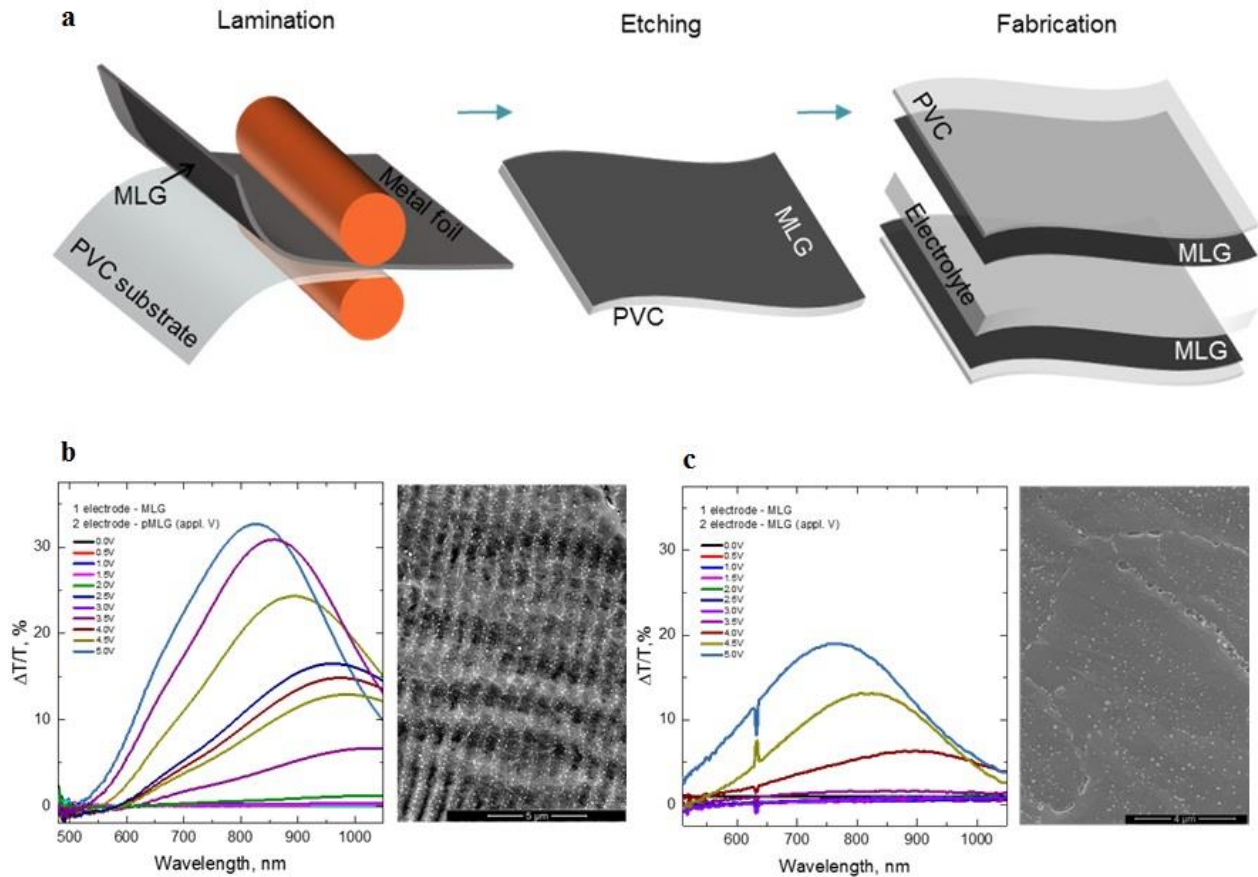 a
Lamination
Etching
Fabrication
MLG
Metal foil
PVC substrate
MLG
PVC
PVC
MLG
Electrolyte
MLG
b
1 electrode - MLG
2 electrode - pMLG (appl. V)
0.0V
0.5V
1.0V
1.5V
2.0V
2.5V
3.0V
3.5V
4.0V
4.5V
5.0V
30
20
10
0
ΔT/T, %
500 600 700 800 900 1000
Wavelength, nm
5 µm
c
1 electrode - MLG
2 electrode - MLG (appl. V)
0.0V
0.5V
1.0V
1.5V
2.0V
2.5V
3.0V
3.5V
4.0V
4.5V
5.0V
30
20
10
0
ΔT/T, %
600 700 800 900 1000
Wavelength, nm
4 µm